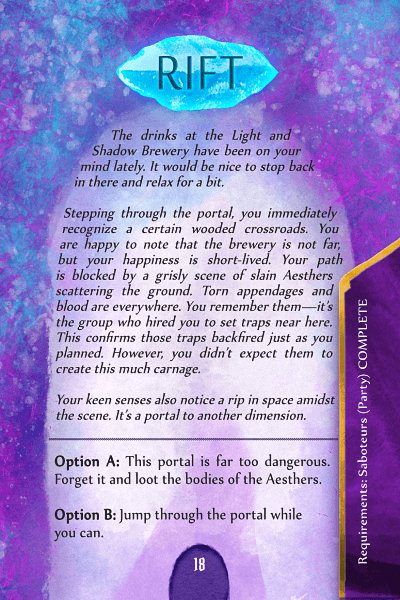 RIFT
The drinks at the Light and
Shadow Brewery have been on your
mind lately. It would be nice to stop back
in there and relax for a bit.
Stepping through the portal, you immediately
recognize a certain wooded crossroads. You
are happy to note that the brewery is not far,
but your happiness is short-lived. Your path
is blocked by a grisly scene of slain Aesthers
scattering the ground. Torn appendages and
blood are everywhere. You remember them—it's
the group who hired you to set traps near here.
This confirms those traps backfired just as you
planned. However, you didn't expect them to
create this much carnage.
Your keen senses also notice a rip in space amidst
the scene. It's a portal to another dimension.
Option A: This portal is far too dangerous.
Forget it and loot the bodies of the Aesthers.
Option B: Jump through the portal while
you can.
18
Requirements: Saboteurs (Party) COMPLETE